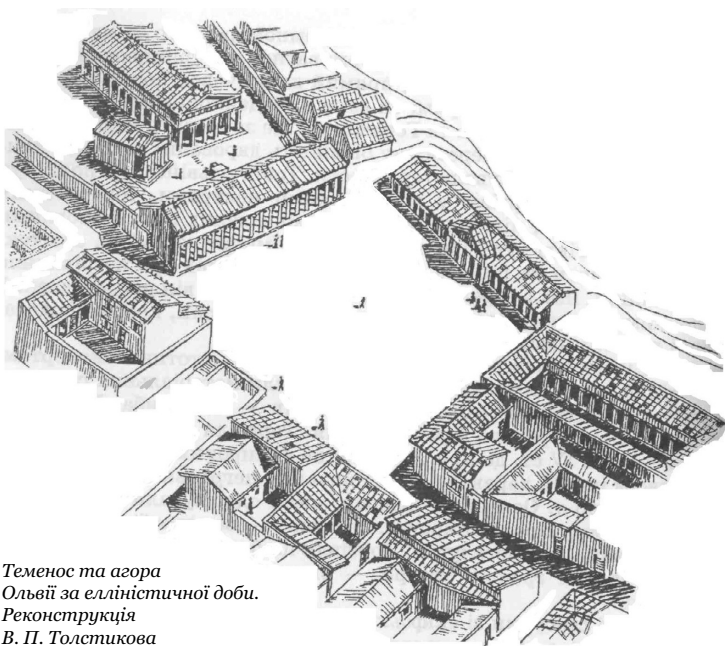 Теменос та агора
Ольвії за елліністичної доби.
Реконструкція
В. П. Толстикова